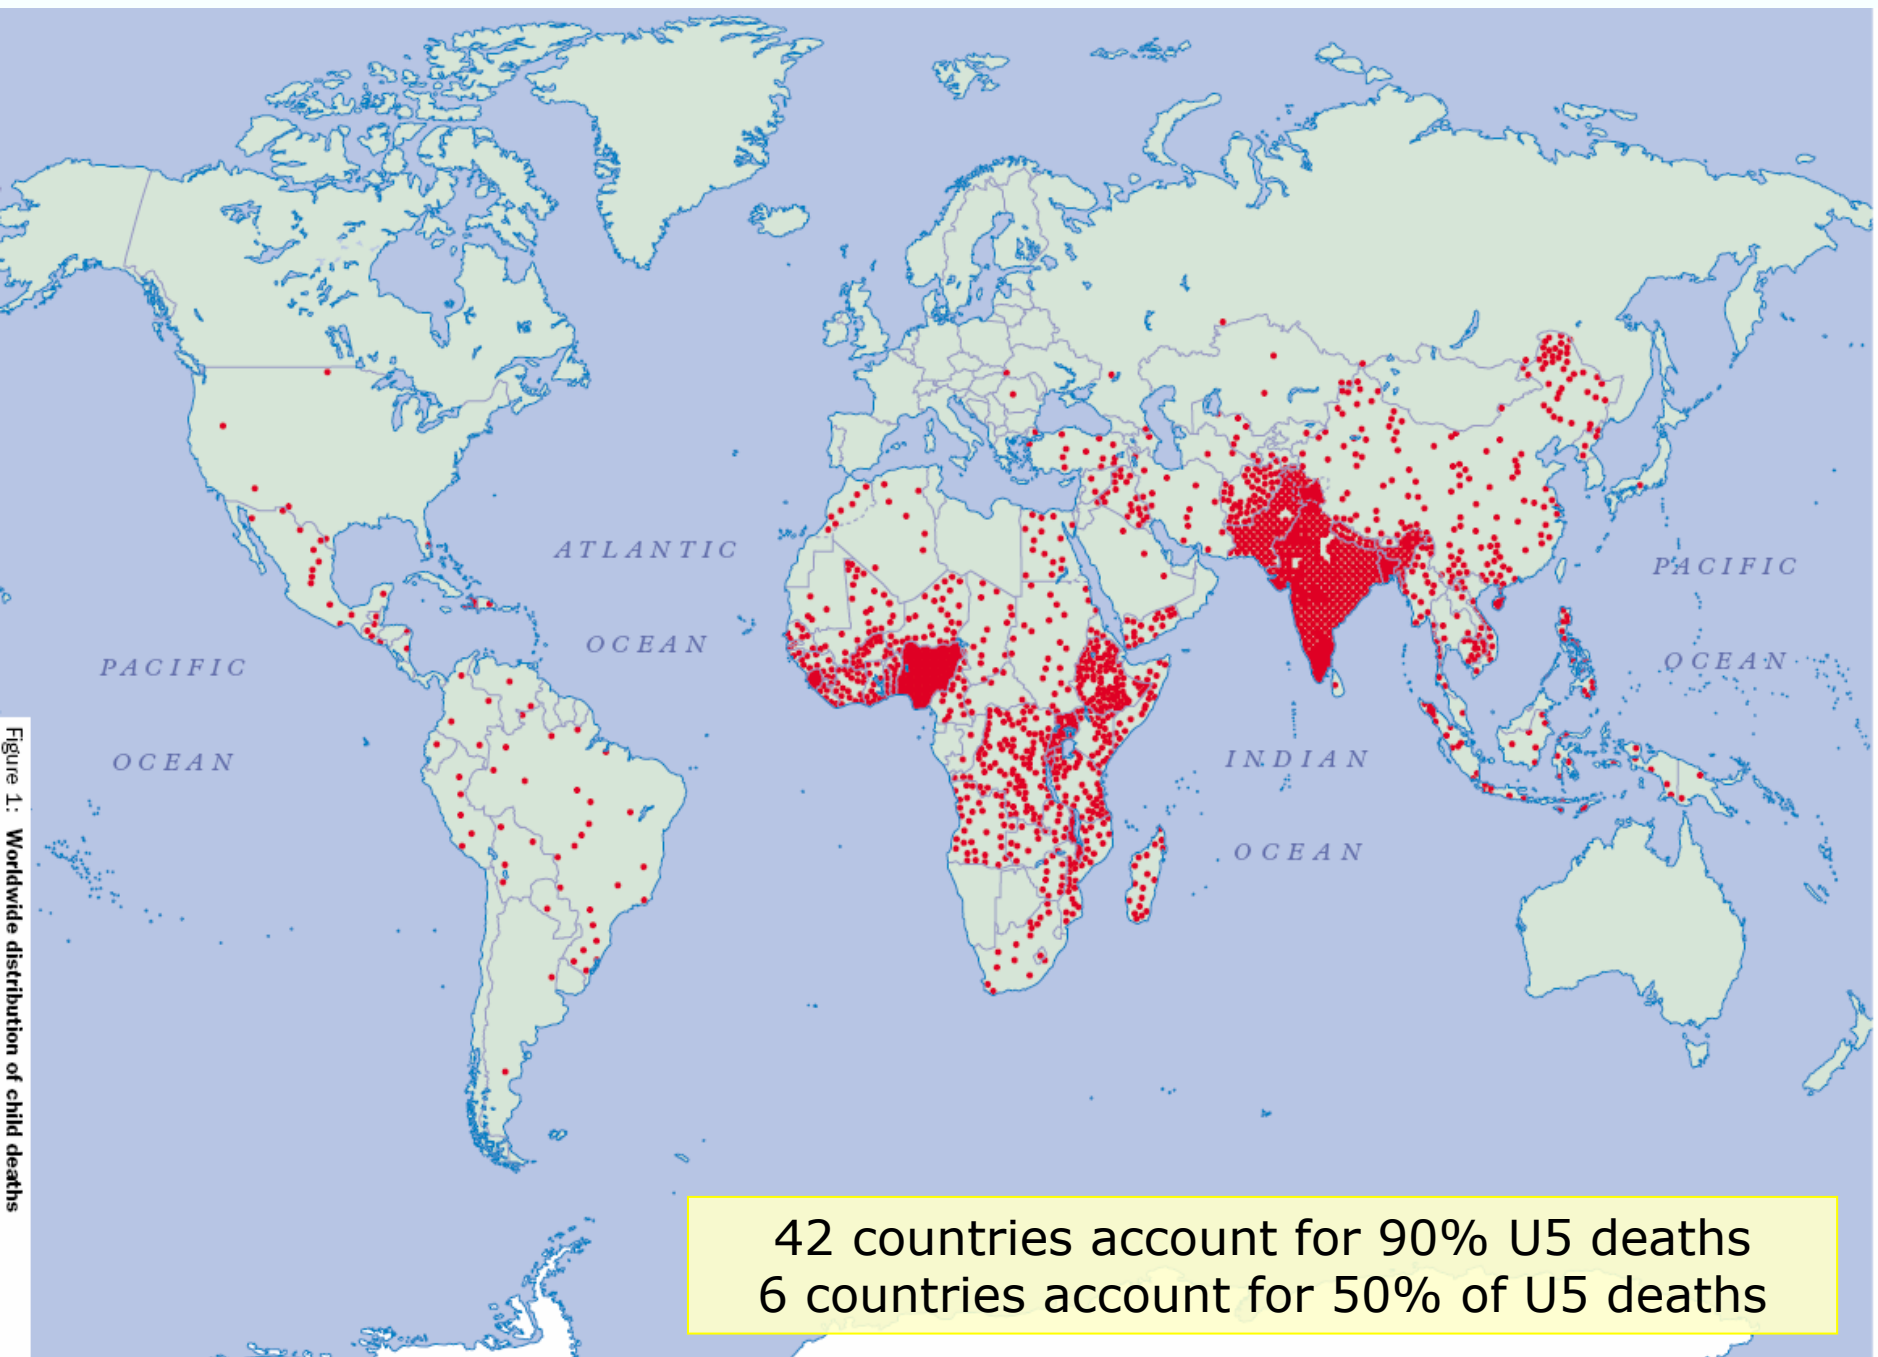 ATLANTIC
OCEAN
PACIFIC
OCEAN
PACIFIC
OCEAN
INDIAN
OCEAN
Figure 1: Worldwide distribution of child deaths
42 countries account for 90% U5 deaths
6 countries account for 50% of U5 deaths